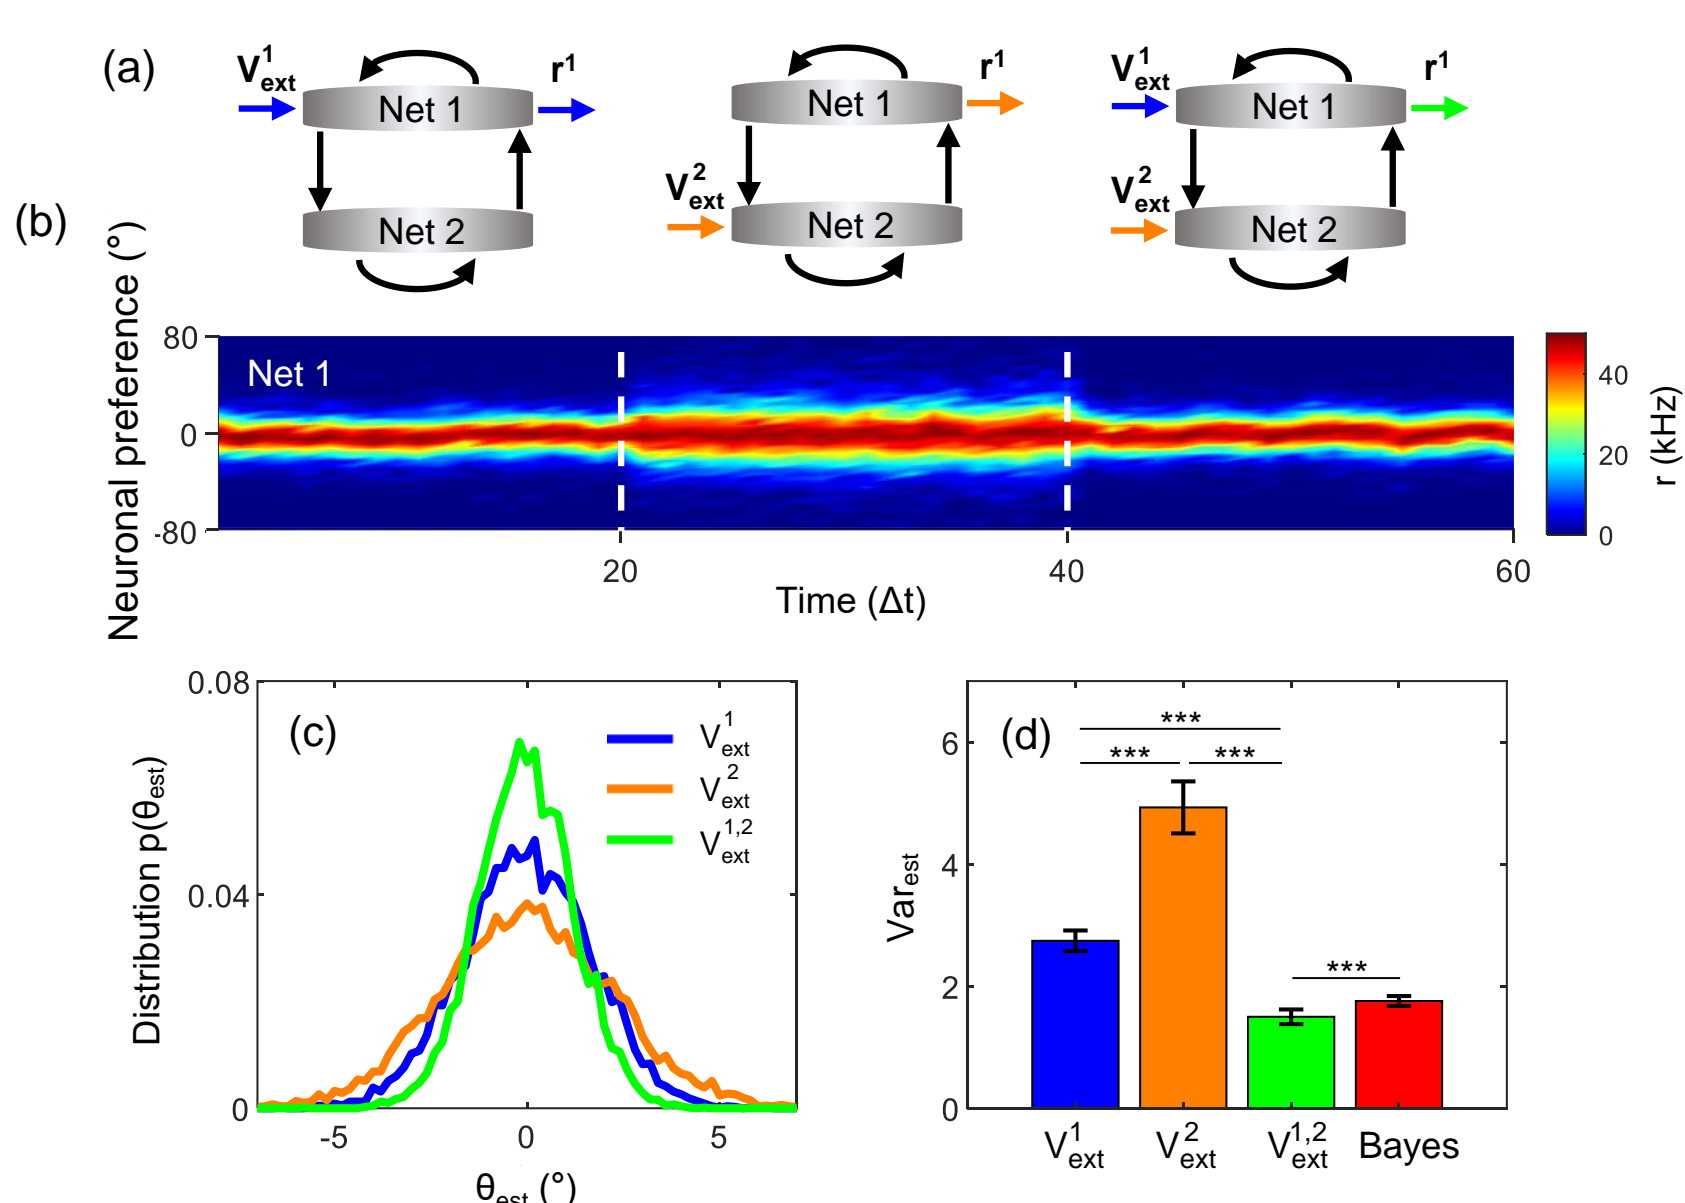 (a)
V¹ext
r¹
Net 1
Net 2
r¹
Net 1
V²ext
Net 2
V¹ext
r¹
Net 1
V²ext
Net 2
(b)
Neuronal preference (°)
80
0
-80
Net 1
20
40
60
Time (Δt)
40
20
0
r (kHz)
(c)
Distribution p(θest)
0.08
0.04
0
-5
0
5
θest (°)
V¹ext
V²ext
V¹,²ext
(d)
Varest
6
4
2
0
***
***
***
***
V¹ext
V²ext
V¹,²ext
Bayes